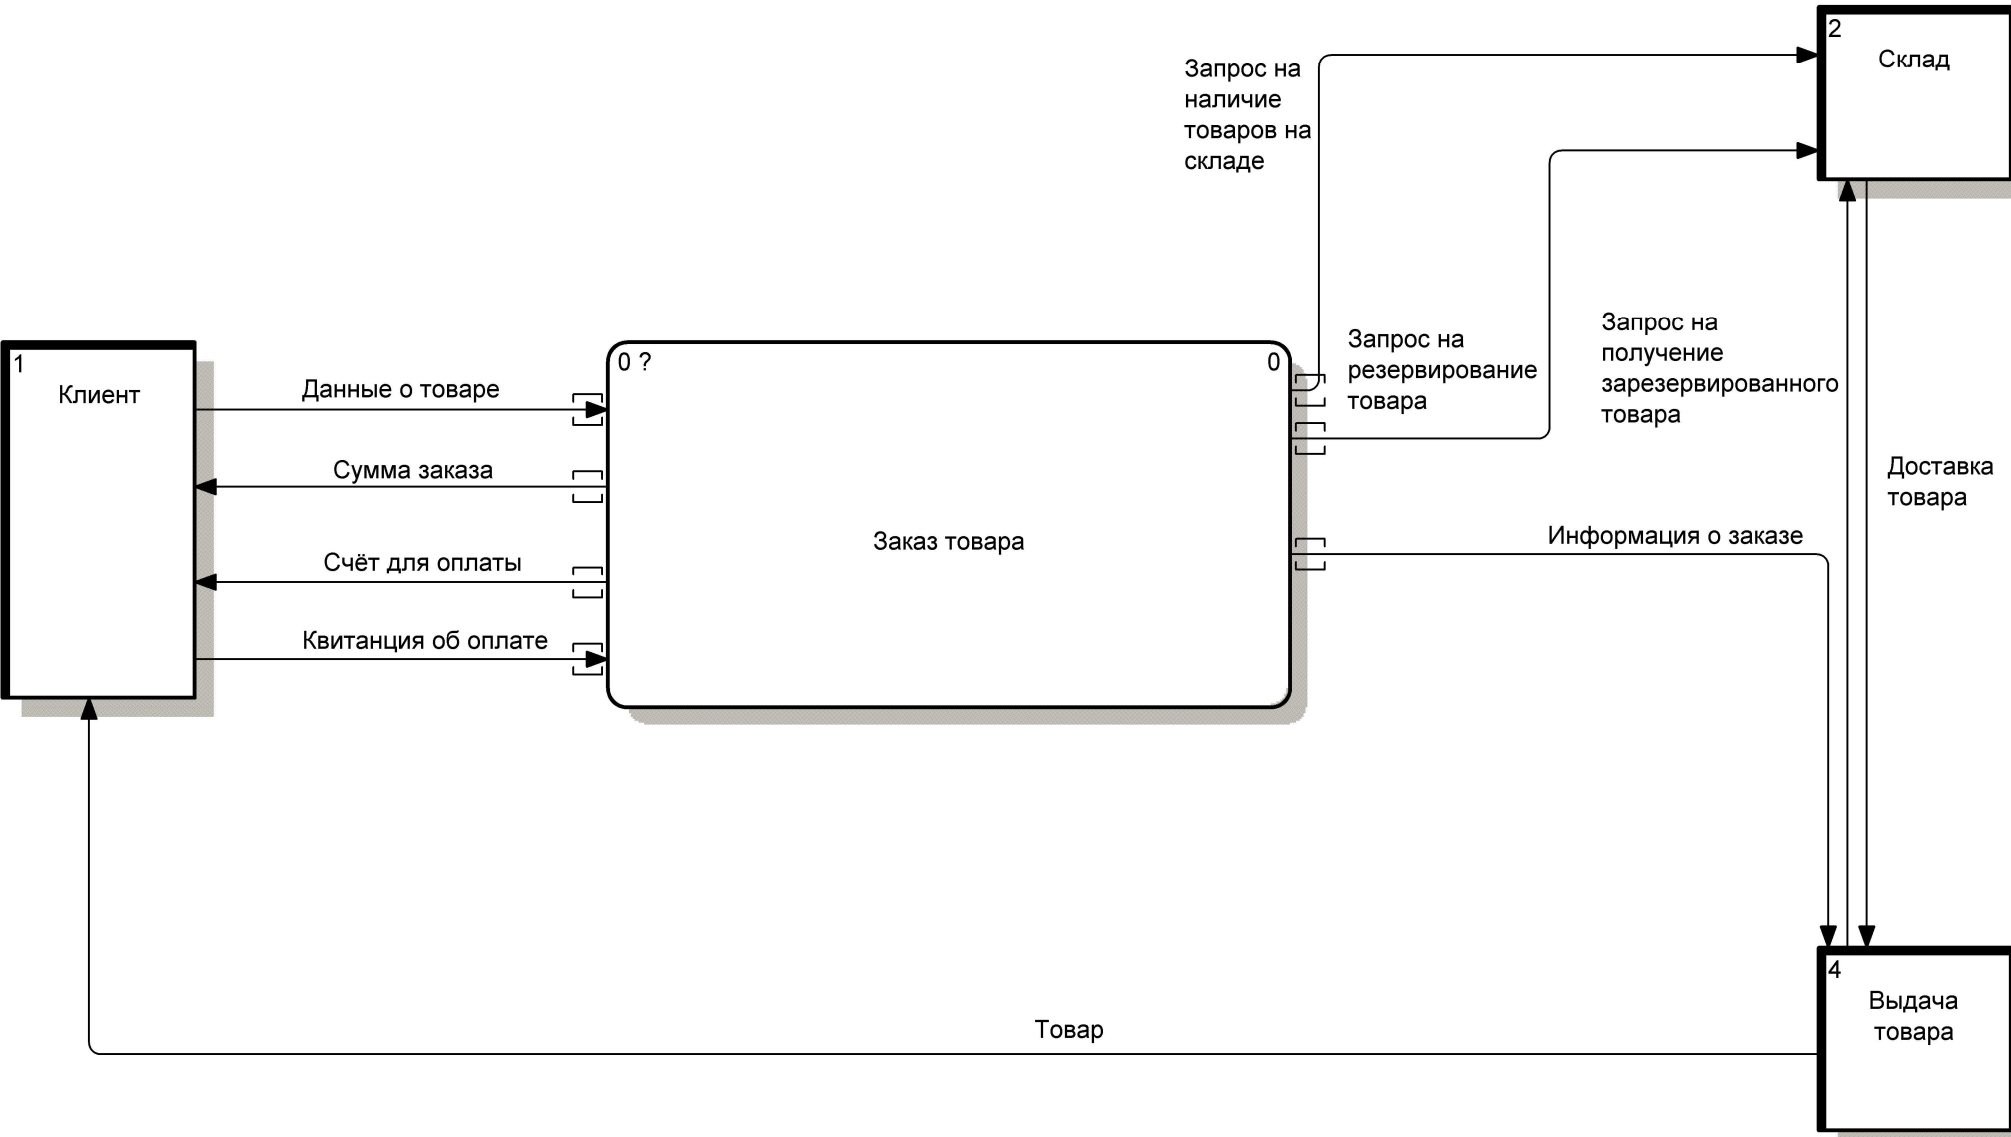 2
Склад
Запрос на
наличие
товаров на
складе
1
Клиент
Данные о товаре
Сумма заказа
Счёт для оплаты
Квитанция об оплате
0 ?
0
Заказ товара
Запрос на
резервирование
товара
Запрос на
получение
зарезервированного
товара
Доставка
товара
Информация о заказе
4
Выдача
товара
Товар